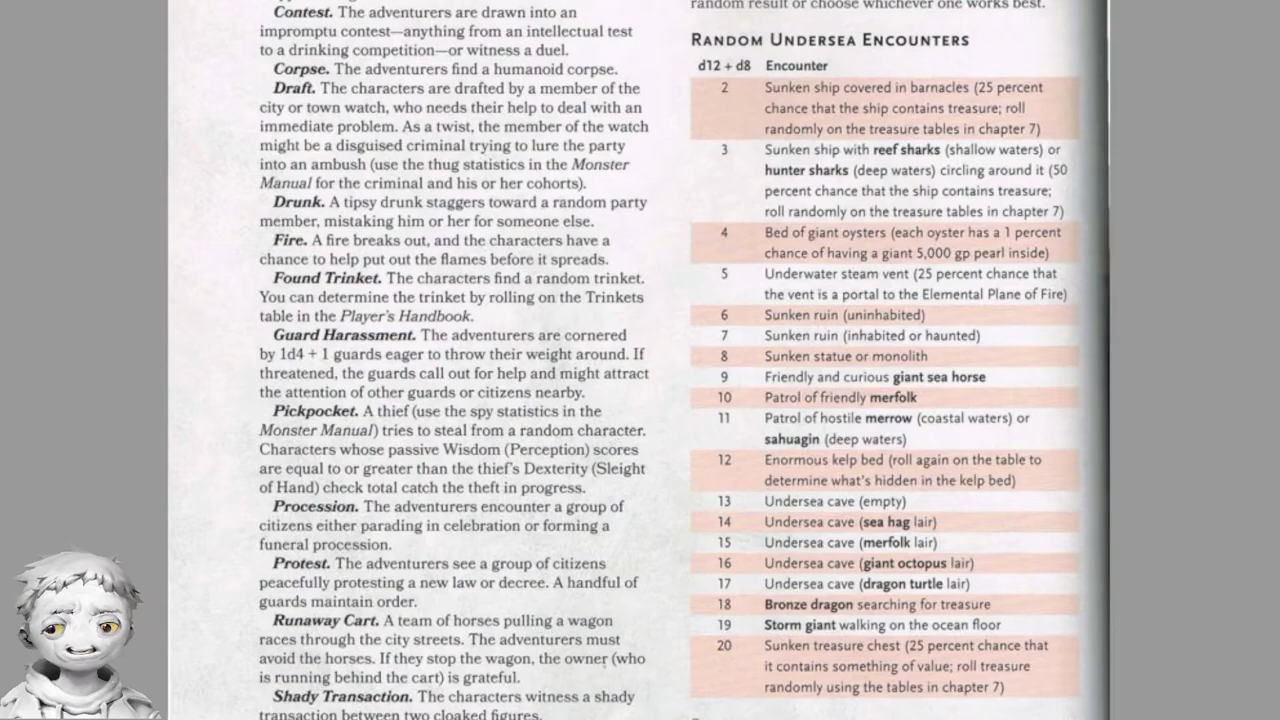 Contest. The adventurers are drawn into an
impromptu contest—anything from an intellectual test
to a drinking competition—or witness a duel.
Corpse. The adventurers find a humanoid corpse.
Draft. The characters are drafted by a member of the
city or town watch, who needs their help to deal with an
immediate problem. As a twist, the member of the watch
might be a disguised criminal trying to lure the party
into an ambush (use the thug statistics in the Monster
Manual for the criminal and his or her cohorts).
Drunk. A tipsy drunk staggers toward a random party
member, mistaking him or her for someone else.
Fire. A fire breaks out, and the characters have a
chance to help put out the flames before it spreads.
Found Trinket. The characters find a random trinket.
You can determine the trinket by rolling on the Trinkets
table in the Player's Handbook.
Guard Harassment. The adventurers are cornered
by 1d4 + 1 guards eager to throw their weight around. If
threatened, the guards call out for help and might attract
the attention of other guards or citizens nearby.
Pickpocket. A thief (use the spy statistics in the
Monster Manual) tries to steal from a random character.
Characters whose passive Wisdom (Perception) scores
are equal to or greater than the thief's Dexterity (Sleight
of Hand) check total catch the theft in progress.
Procession. The adventurers encounter a group of
citizens either parading in celebration or forming a
funeral procession.
Protest. The adventurers see a group of citizens
peacefully protesting a new law or decree. A handful of
guards maintain order.
Runaway Cart. A team of horses pulling a wagon
races through the city streets. The adventurers must
avoid the horses. If they stop the wagon, the owner (who
is running behind the cart) is grateful.
Shady Transaction. The characters witness a shady
transaction between two cloaked figures.
random result or choose whichever one works best.
RANDOM UNDERSEA ENCOUNTERS
d12 + d8 Encounter
2 Sunken ship covered in barnacles (25 percent
chance that the ship contains treasure; roll
randomly on the treasure tables in chapter 7)
3 Sunken ship with reef sharks (shallow waters) or
hunter sharks (deep waters) circling around it (50
percent chance that the ship contains treasure;
roll randomly on the treasure tables in chapter 7)
4 Bed of giant oysters (each oyster has a 1 percent
chance of having a giant 5,000 gp pearl inside)
5 Underwater steam vent (25 percent chance that
the vent is a portal to the Elemental Plane of Fire)
6 Sunken ruin (uninhabited)
7 Sunken ruin (inhabited or haunted)
8 Sunken statue or monolith
9 Friendly and curious giant sea horse
10 Patrol of friendly merfolk
11 Patrol of hostile merrow (coastal waters) or
sahuagin (deep waters)
12 Enormous kelp bed (roll again on the table to
determine what's hidden in the kelp bed)
13 Undersea cave (empty)
14 Undersea cave (sea hag lair)
15 Undersea cave (merfolk lair)
16 Undersea cave (giant octopus lair)
17 Undersea cave (dragon turtle lair)
18 Bronze dragon searching for treasure
19 Storm giant walking on the ocean floor
20 Sunken treasure chest (25 percent chance that
it contains something of value; roll treasure
randomly using the tables in chapter 7)